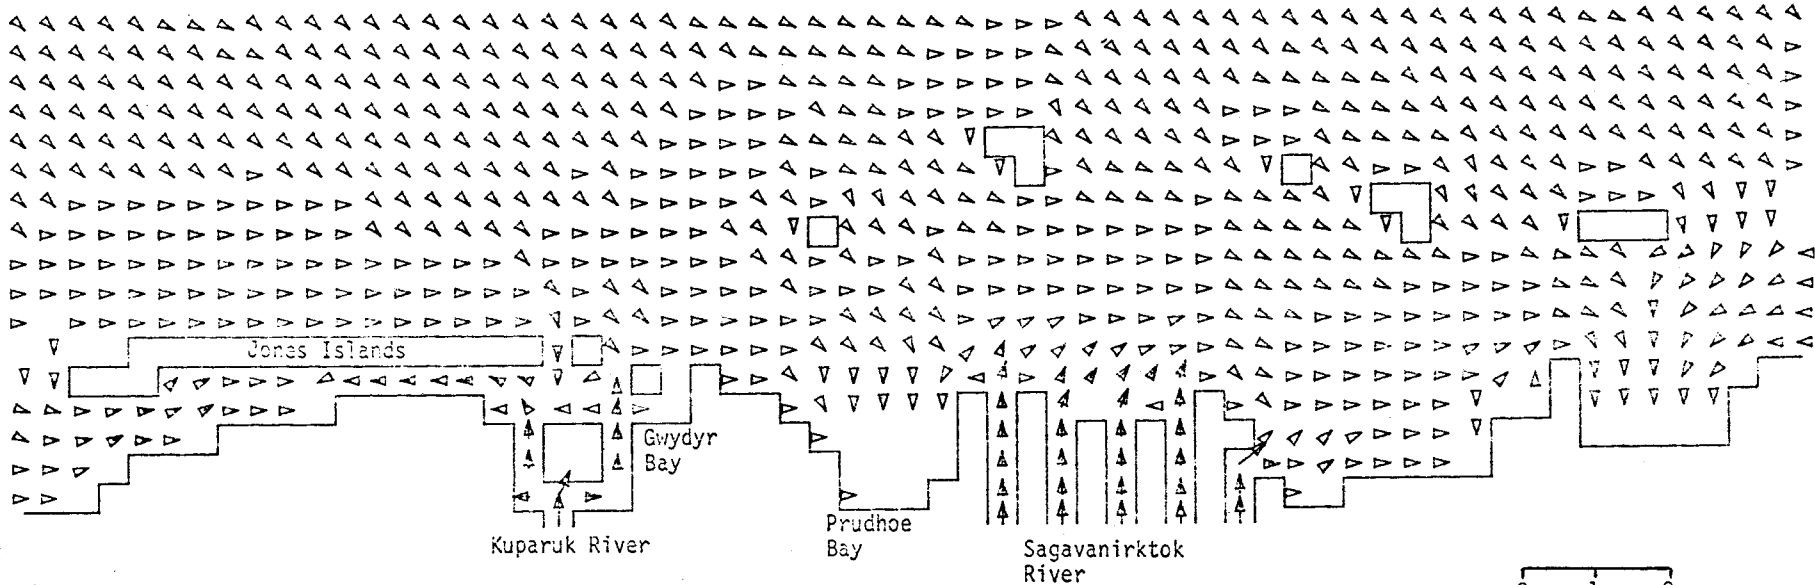 Jones Islands
Gwydyr
Bay
Kuparuk River
Prudhoe
Bay
Sagavanirktok
River